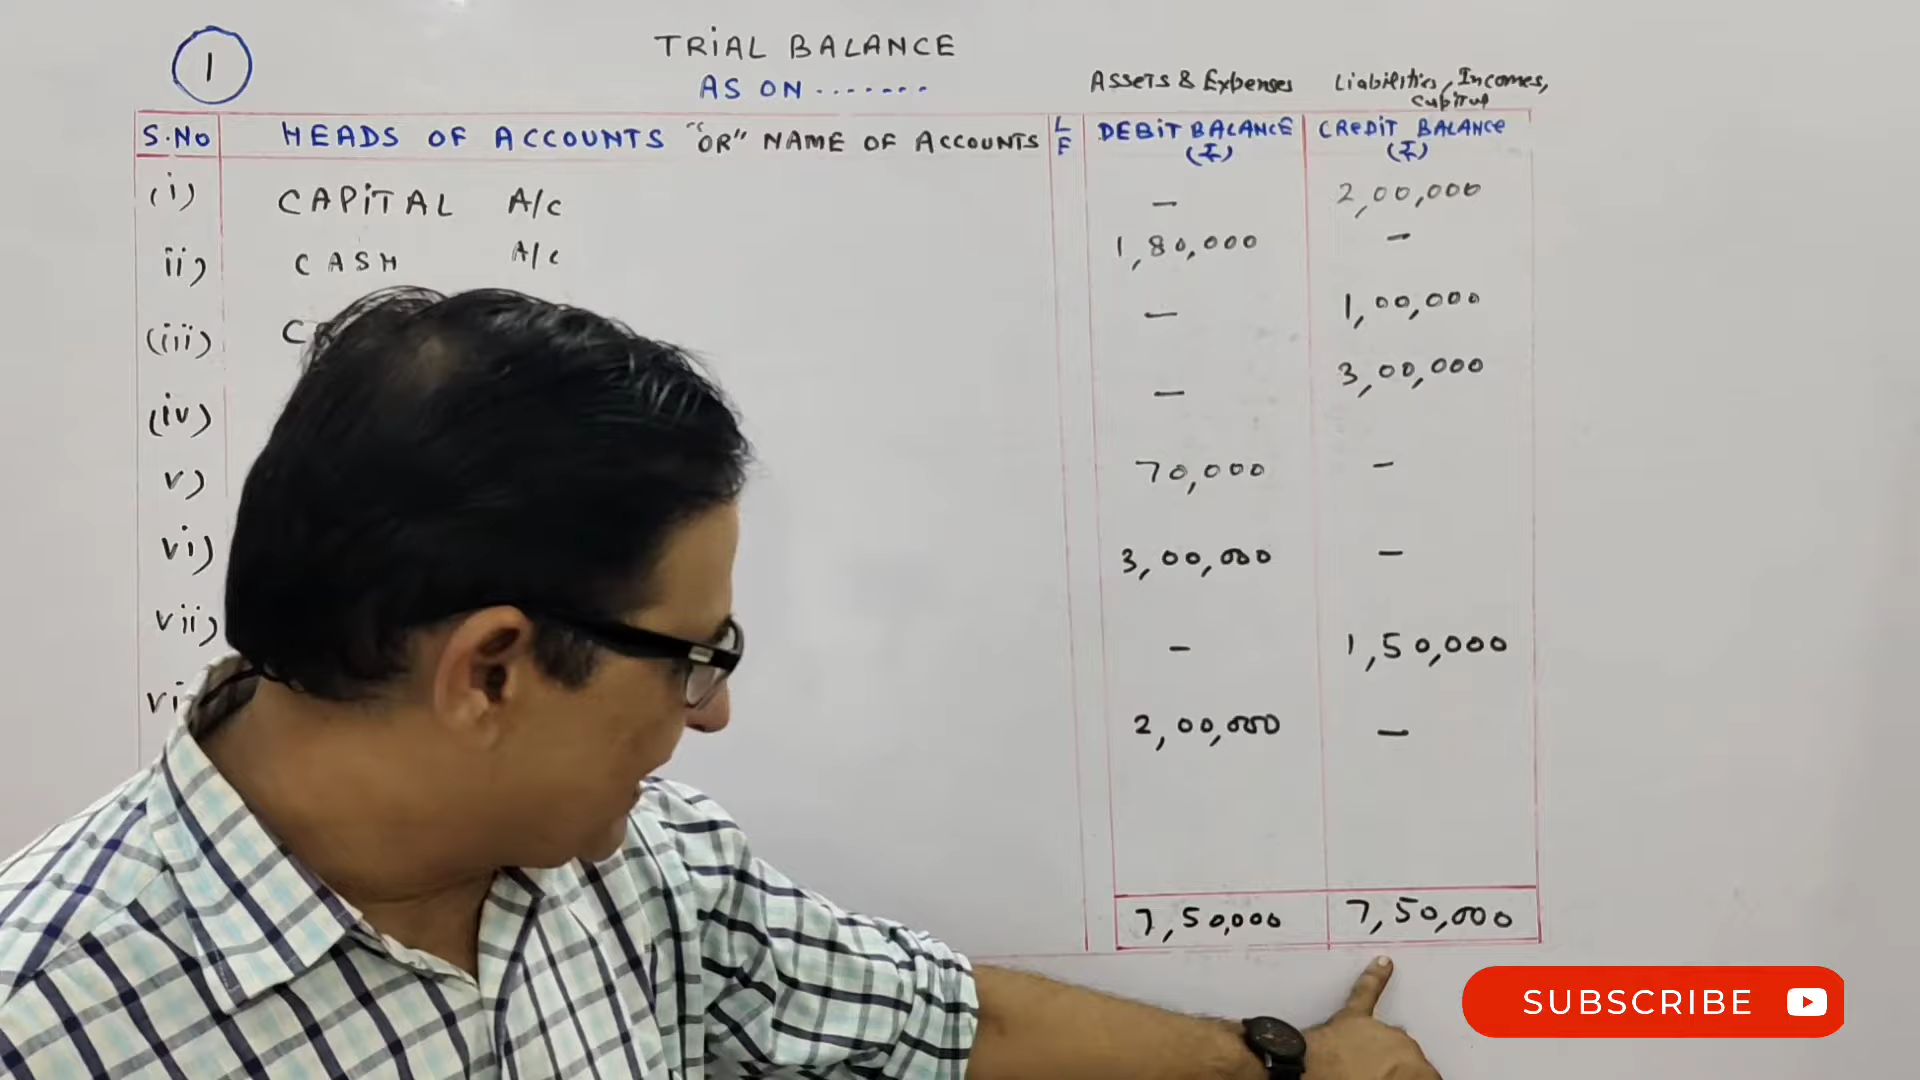 1
TRiAL BALANCE
AS ON .......
Assets & Expenses
Liabilities, Incomes,
Capital
S.No
HEADS OF ACCOUNTS "OR" NAME OF ACCOUNTS
LF
DEBiT BALANCE
(₹)
CREDiT BALANCE
(₹)
(i) CAPiTAL A/c — 2,00,000
ii) CASH A/c 1,80,000 —
(iii) — 1,00,000
(iv) — 3,00,000
v) 70,000 —
vi) 3,00,000 —
vii) — 1,50,000
2,00,000 —
7,50,000 7,50,000
SUBSCRIBE